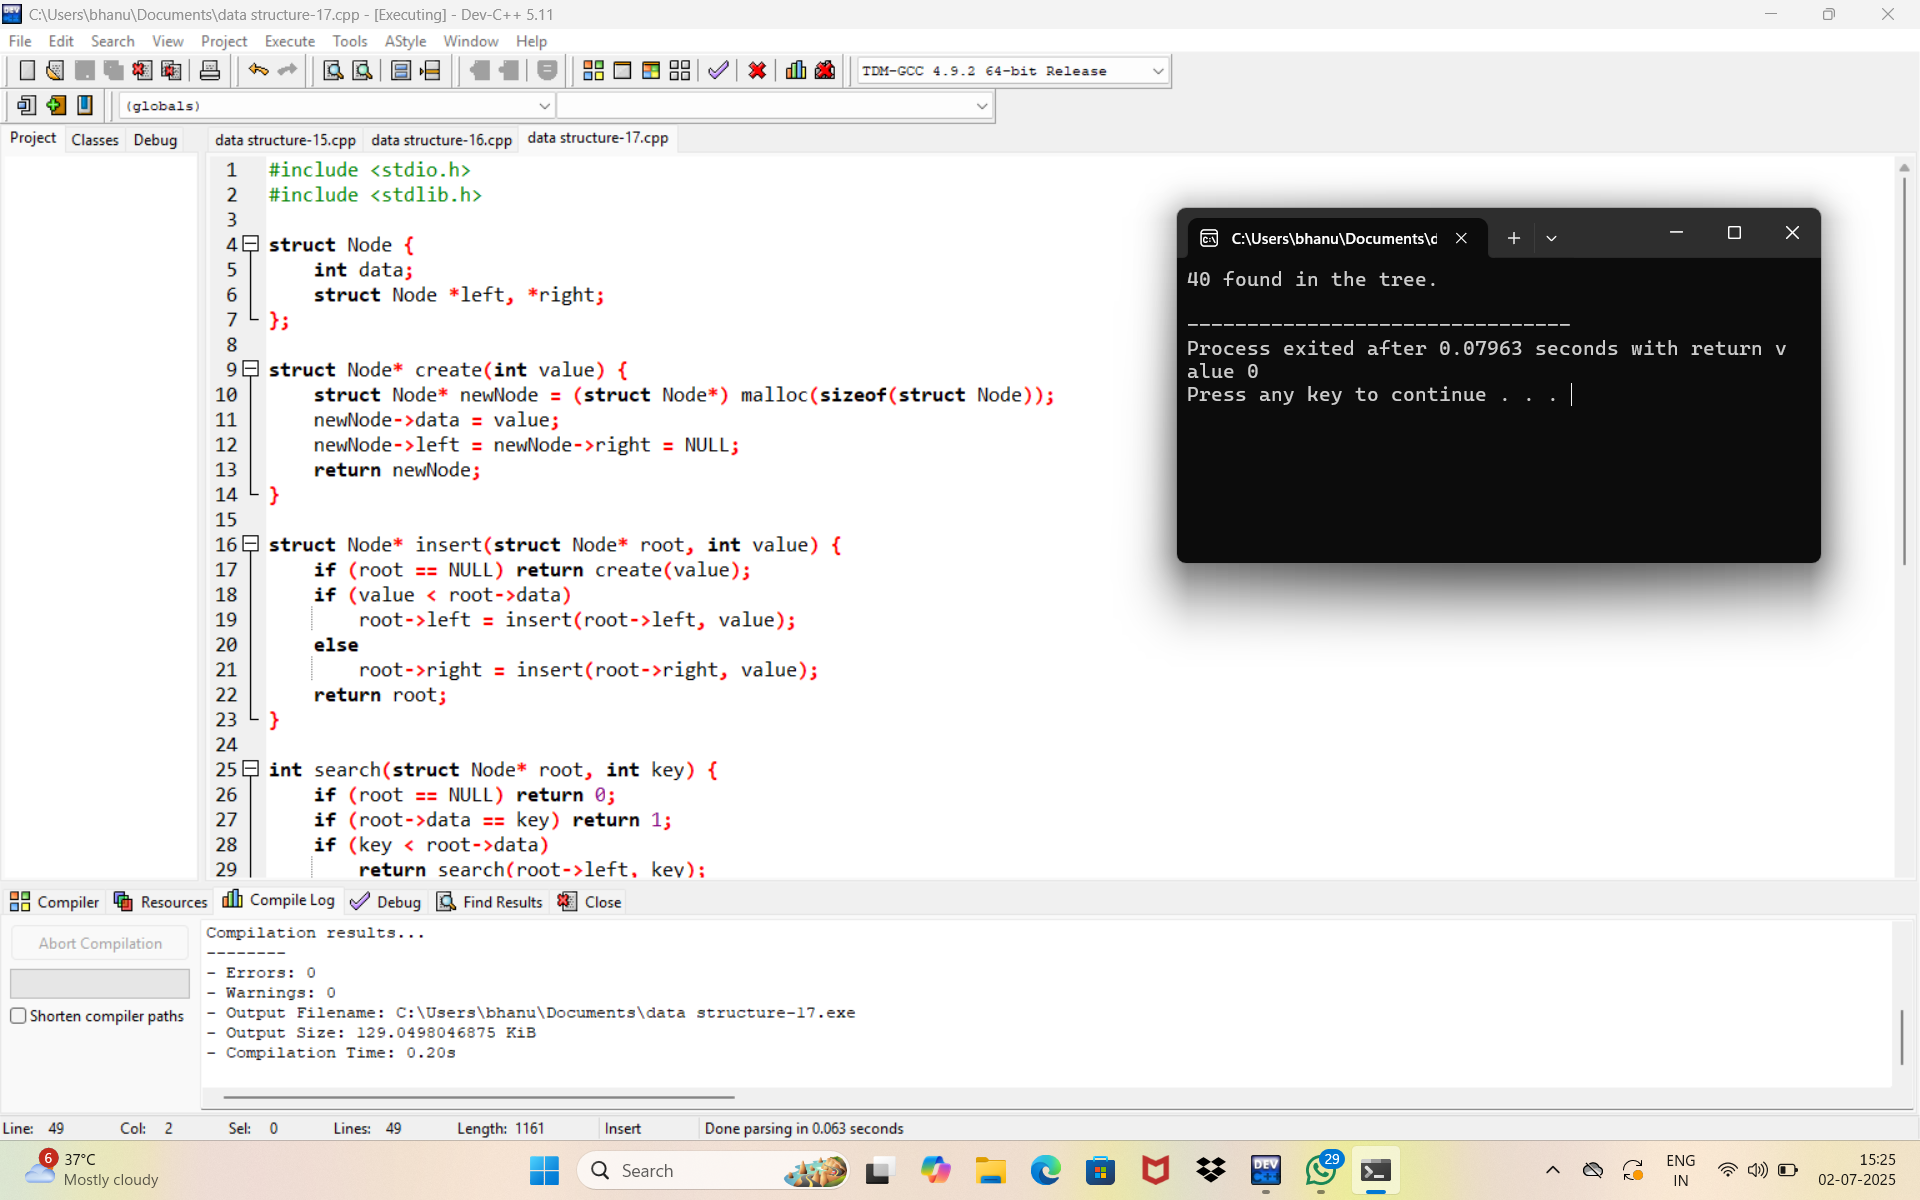 C:\Users\bhanu\Documents\data structure-17.cpp - [Executing] - Dev-C++ 5.11
File Edit Search View Project Execute Tools AStyle Window Help
TDM-GCC 4.9.2 64-bit Release
(globals)
Project Classes Debug
data structure-15.cpp data structure-16.cpp data structure-17.cpp
1 #include <stdio.h>
2 #include <stdlib.h>
3
4 struct Node {
5 int data;
6 struct Node *left, *right;
7 };
8
9 struct Node* create(int value) {
10 struct Node* newNode = (struct Node*) malloc(sizeof(struct Node));
11 newNode->data = value;
12 newNode->left = newNode->right = NULL;
13 return newNode;
14 }
15
16 struct Node* insert(struct Node* root, int value) {
17 if (root == NULL) return create(value);
18 if (value < root->data)
19 root->left = insert(root->left, value);
20 else
21 root->right = insert(root->right, value);
22 return root;
23 }
24
25 int search(struct Node* root, int key) {
26 if (root == NULL) return 0;
27 if (root->data == key) return 1;
28 if (key < root->data)
29 return search(root->left, key);
C:\Users\bhanu\Documents\d
40 found in the tree.
--------------------------------
Process exited after 0.07963 seconds with return v
alue 0
Press any key to continue . . .
Compiler Resources Compile Log Debug Find Results Close
Abort Compilation
Shorten compiler paths
Compilation results...
--------
- Errors: 0
- Warnings: 0
- Output Filename: C:\Users\bhanu\Documents\data structure-17.exe
- Output Size: 129.0498046875 KiB
- Compilation Time: 0.20s
Line: 49 Col: 2 Sel: 0 Lines: 49 Length: 1161 Insert Done parsing in 0.063 seconds
6
37°C
Mostly cloudy
Search
DEV
29
ENG
IN
15:25
02-07-2025